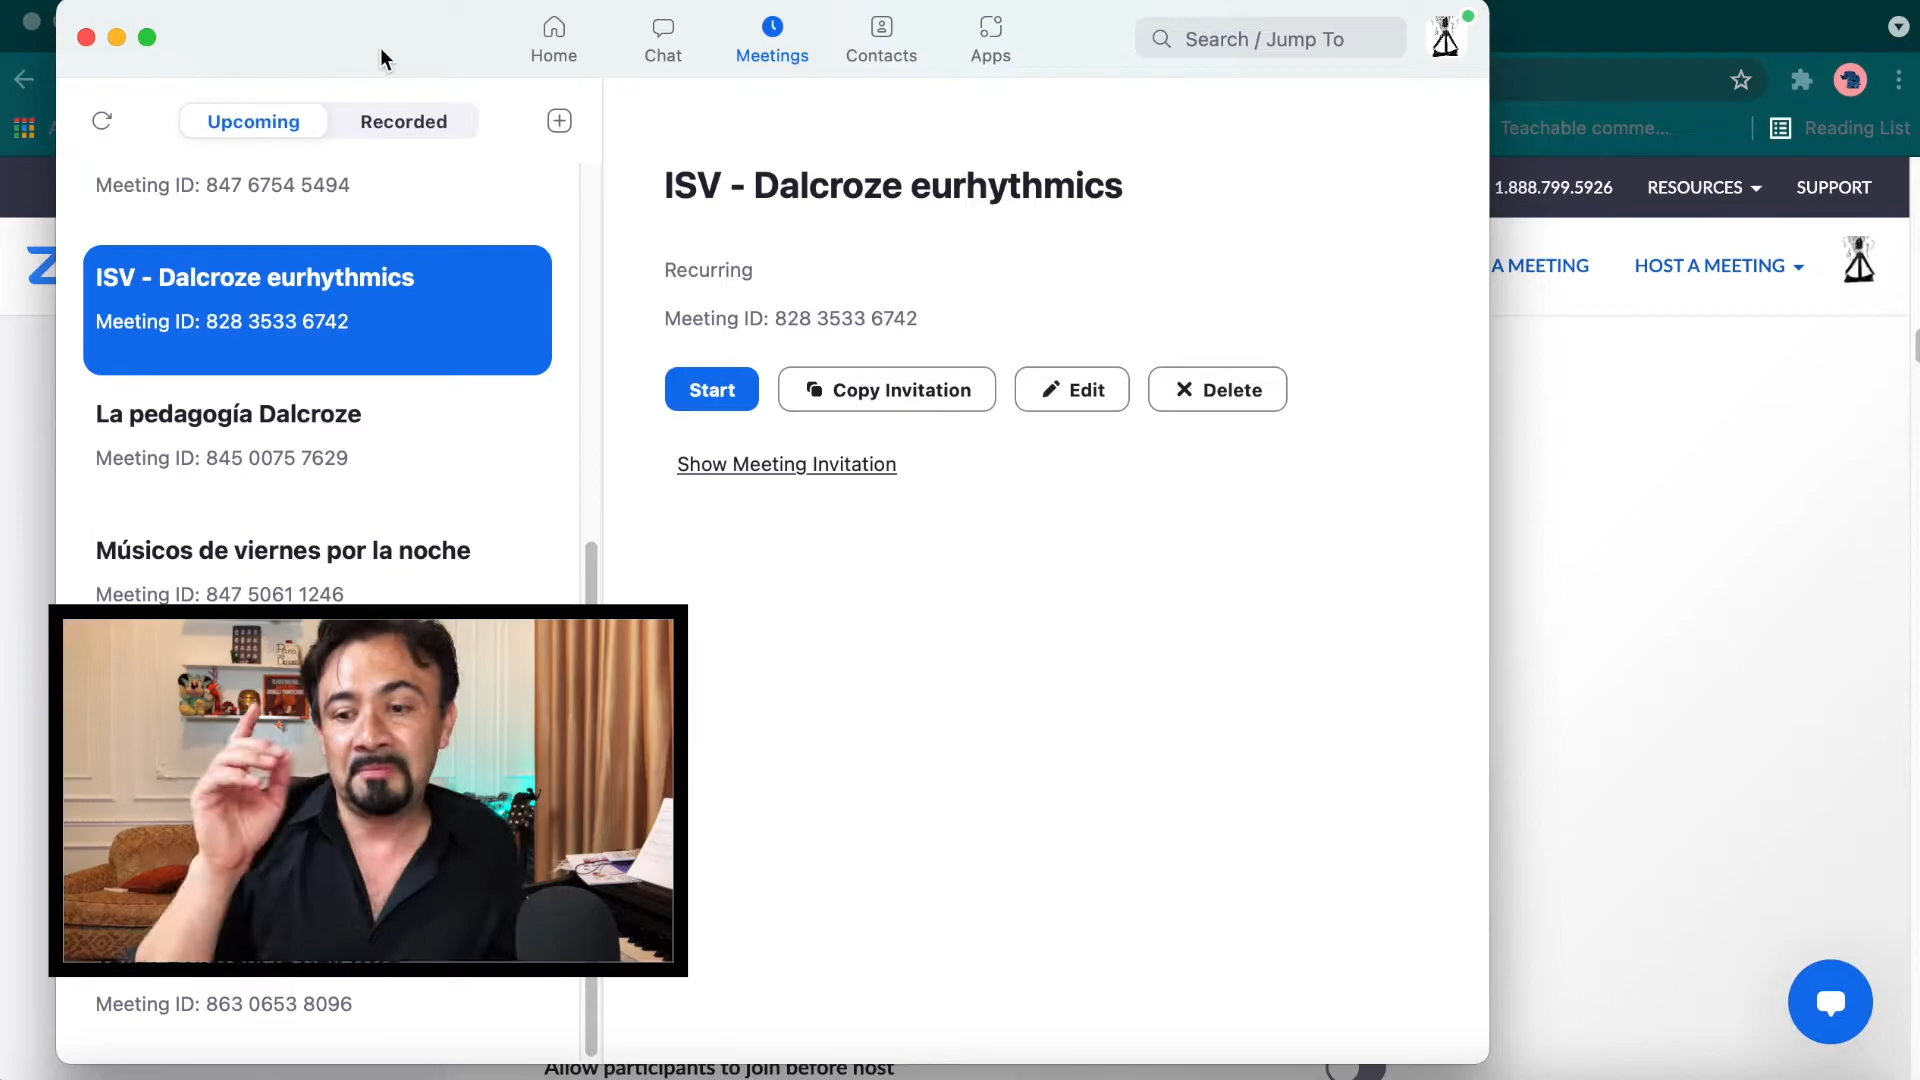 Home
Chat
Meetings
Contacts
Apps
Search / Jump To
Upcoming
Recorded
Meeting ID: 847 6754 5494
ISV - Dalcroze eurhythmics
Meeting ID: 828 3533 6742
La pedagogía Dalcroze
Meeting ID: 845 0075 7629
Músicos de viernes por la noche
Meeting ID: 847 5061 1246
Meeting ID: 863 0653 8096
ISV - Dalcroze eurhythmics
Recurring
Meeting ID: 828 3533 6742
Start
Copy Invitation
Edit
Delete
Show Meeting Invitation
Teachable comme...
Reading List
1.888.799.5926
RESOURCES
SUPPORT
A MEETING
HOST A MEETING
Allow participants to join before host